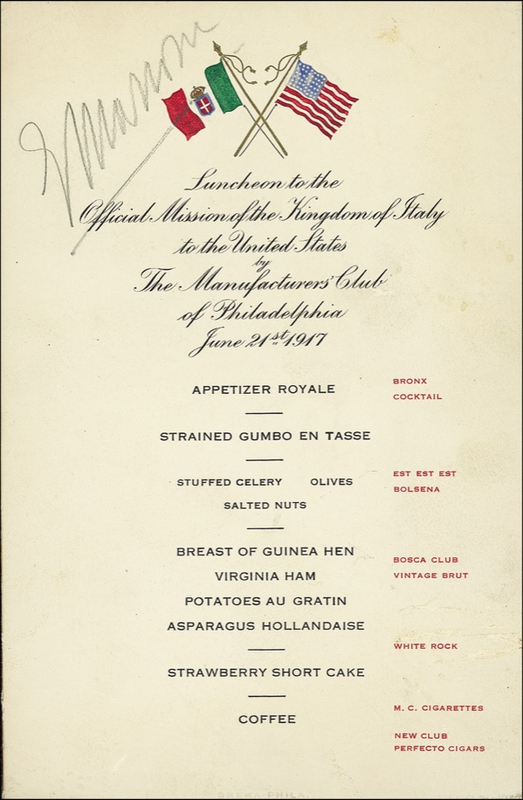 Luncheon to the
Official Mission of the Kingdom of Italy
to the United States
by
The Manufacturers' Club
of Philadelphia
June 21st 1917
APPETIZER ROYALE
BRONX
COCKTAIL
STRAINED GUMBO EN TASSE
STUFFED CELERY OLIVES
SALTED NUTS
EST EST EST
BOLSENA
BREAST OF GUINEA HEN
VIRGINIA HAM
POTATOES AU GRATIN
ASPARAGUS HOLLANDAISE
BOSCA CLUB
VINTAGE BRUT
WHITE ROCK
STRAWBERRY SHORT CAKE
COFFEE
M. C. CIGARETTES
NEW CLUB
PERFECTO CIGARS